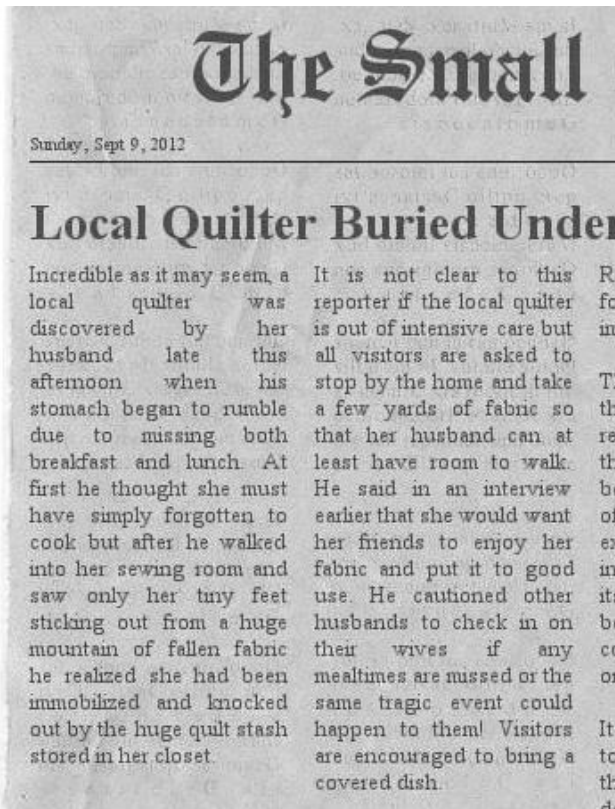 The Small
Sunday, Sept 9, 2012
Local Quilter Buried Under
Incredible as it may seem, a
local quilter was
discovered by her
husband late this
afternoon when his
stomach began to rumble
due to missing both
breakfast and lunch. At
first he thought she must
have simply forgotten to
cook but after he walked
into her sewing room and
saw only her tiny feet
sticking out from a huge
mountain of fallen fabric
he realized she had been
immobilized and knocked
out by the huge quilt stash
stored in her closet.
It is not clear to this
reporter if the local quilter
is out of intensive care but
all visitors are asked to
stop by the home and take
a few yards of fabric so
that her husband can at
least have room to walk.
He said in an interview
earlier that she would want
her friends to enjoy her
fabric and put it to good
use. He cautioned other
husbands to check in on
their wives if any
mealtimes are missed or the
same tragic event could
happen to them! Visitors
are encouraged to bring a
covered dish.